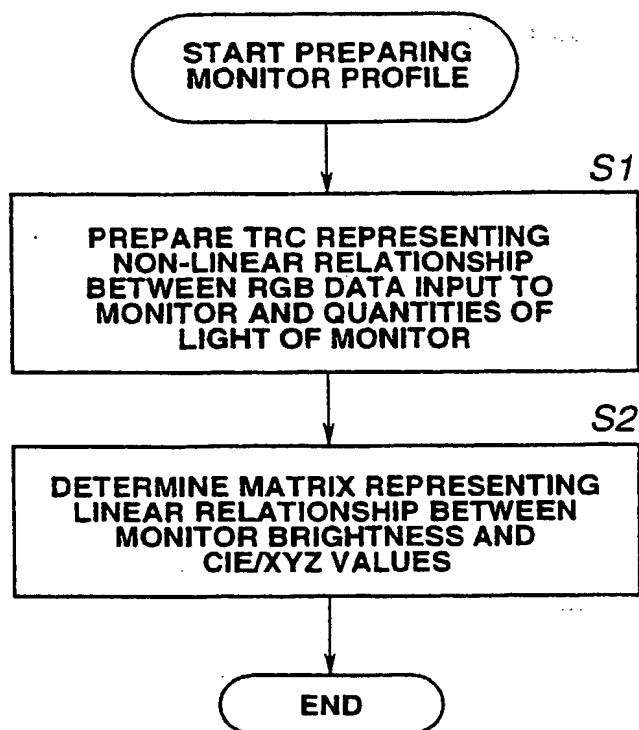 START PREPARING
MONITOR PROFILE
S1
PREPARE TRC REPRESENTING
NON-LINEAR RELATIONSHIP
BETWEEN RGB DATA INPUT TO
MONITOR AND QUANTITIES OF
LIGHT OF MONITOR
S2
DETERMINE MATRIX REPRESENTING
LINEAR RELATIONSHIP BETWEEN
MONITOR BRIGHTNESS AND
CIE/XYZ VALUES
END